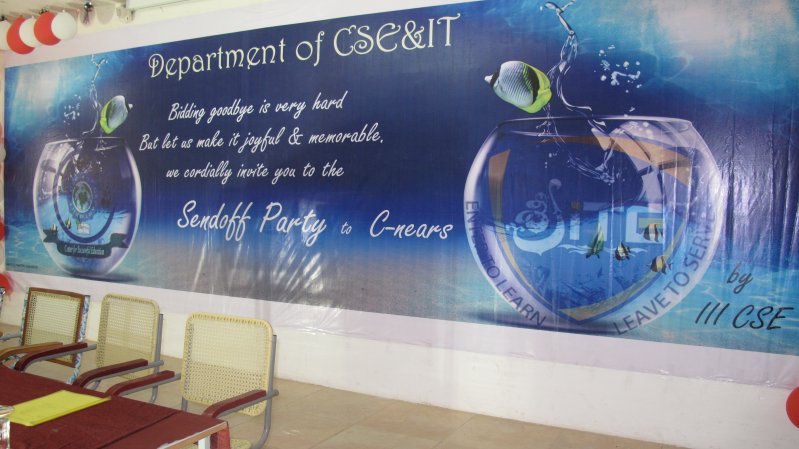 Department of CSE&IT
Bidding goodbye is very hard
But let us make it joyful & memorable.
we cordially invite you to the
Sendoff Party to C-nears
by
III CSE
SITE
ENTER TO LEARN
LEAVE TO SERVE